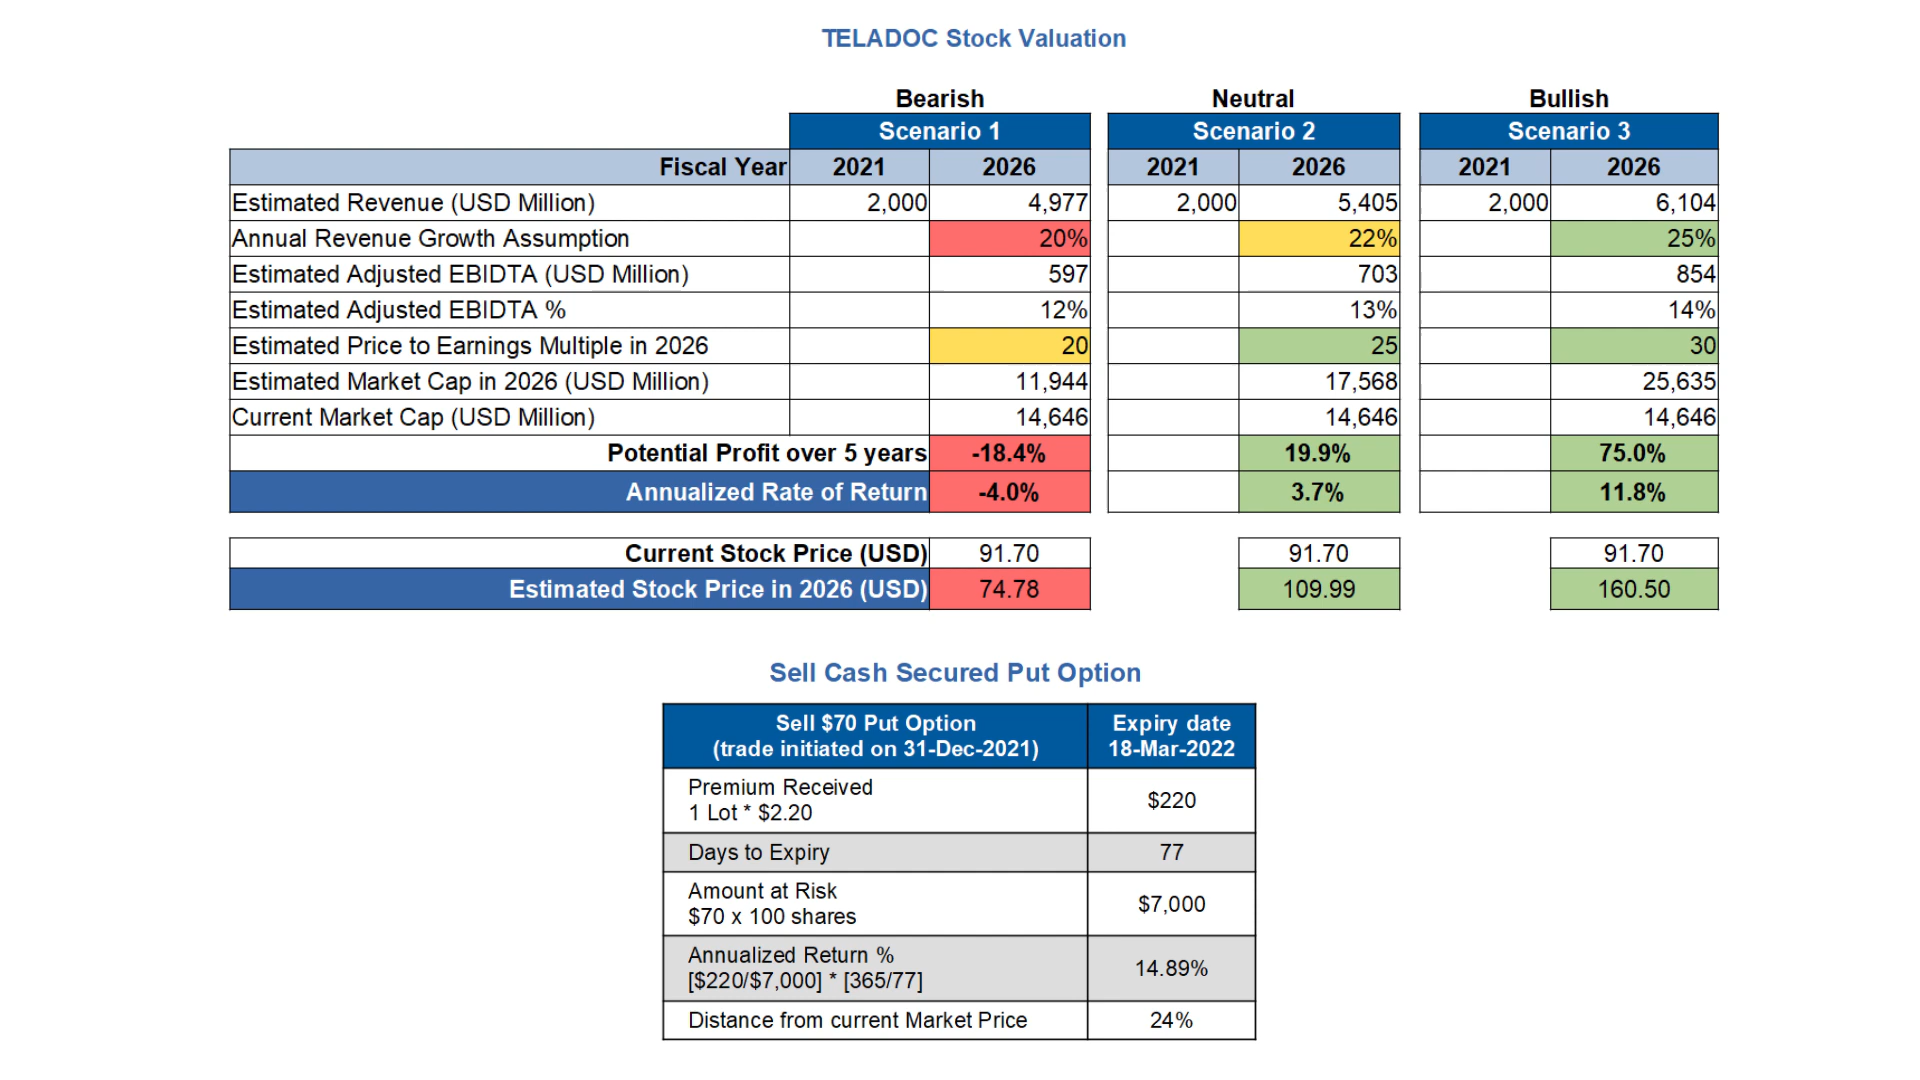 TELADOC Stock Valuation
Bearish Neutral Bullish
Scenario 1 Scenario 2 Scenario 3
Fiscal Year 2021 2026 2021 2026 2021 2026
Estimated Revenue (USD Million) 2,000 4,977 2,000 5,405 2,000 6,104
Annual Revenue Growth Assumption 20% 22% 25%
Estimated Adjusted EBIDTA (USD Million) 597 703 854
Estimated Adjusted EBIDTA % 12% 13% 14%
Estimated Price to Earnings Multiple in 2026 20 25 30
Estimated Market Cap in 2026 (USD Million) 11,944 17,568 25,635
Current Market Cap (USD Million) 14,646 14,646 14,646
Potential Profit over 5 years -18.4% 19.9% 75.0%
Annualized Rate of Return -4.0% 3.7% 11.8%
Current Stock Price (USD) 91.70 91.70 91.70
Estimated Stock Price in 2026 (USD) 74.78 109.99 160.50
Sell Cash Secured Put Option
Sell $70 Put Option
(trade initiated on 31-Dec-2021)
Expiry date
18-Mar-2022
Premium Received
1 Lot * $2.20
$220
Days to Expiry 77
Amount at Risk
$70 x 100 shares
$7,000
Annualized Return %
[$220/$7,000] * [365/77]
14.89%
Distance from current Market Price 24%